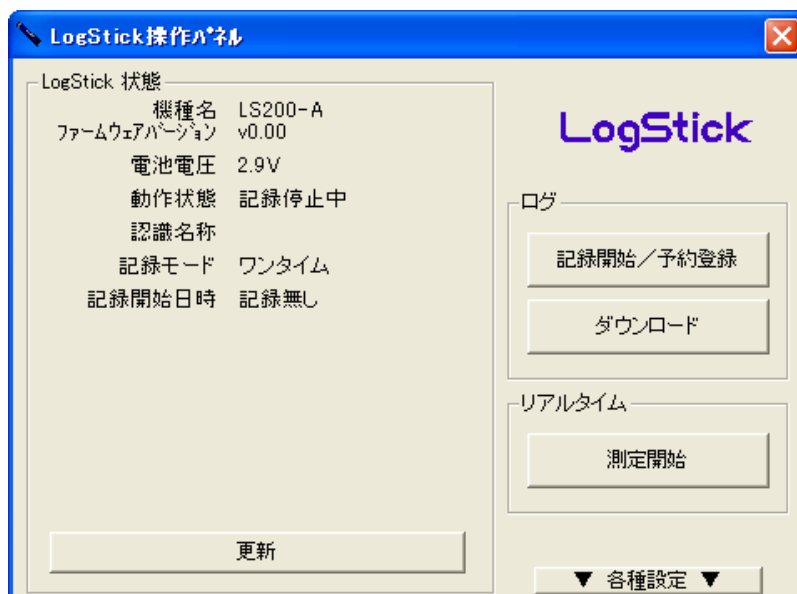 LogStick操作ﾊﾟﾈﾙ
LogStick 状態
機種名 LS200-A
ﾌｧｰﾑｳｪｱﾊﾞｰｼﾞｮﾝ v0.00
電池電圧 2.9V
動作状態 記録停止中
認識名称
記録モード ワンタイム
記録開始日時 記録無し
更新
LogStick
ログ
記録開始／予約登録
ダウンロード
リアルタイム
測定開始
▼ 各種設定 ▼